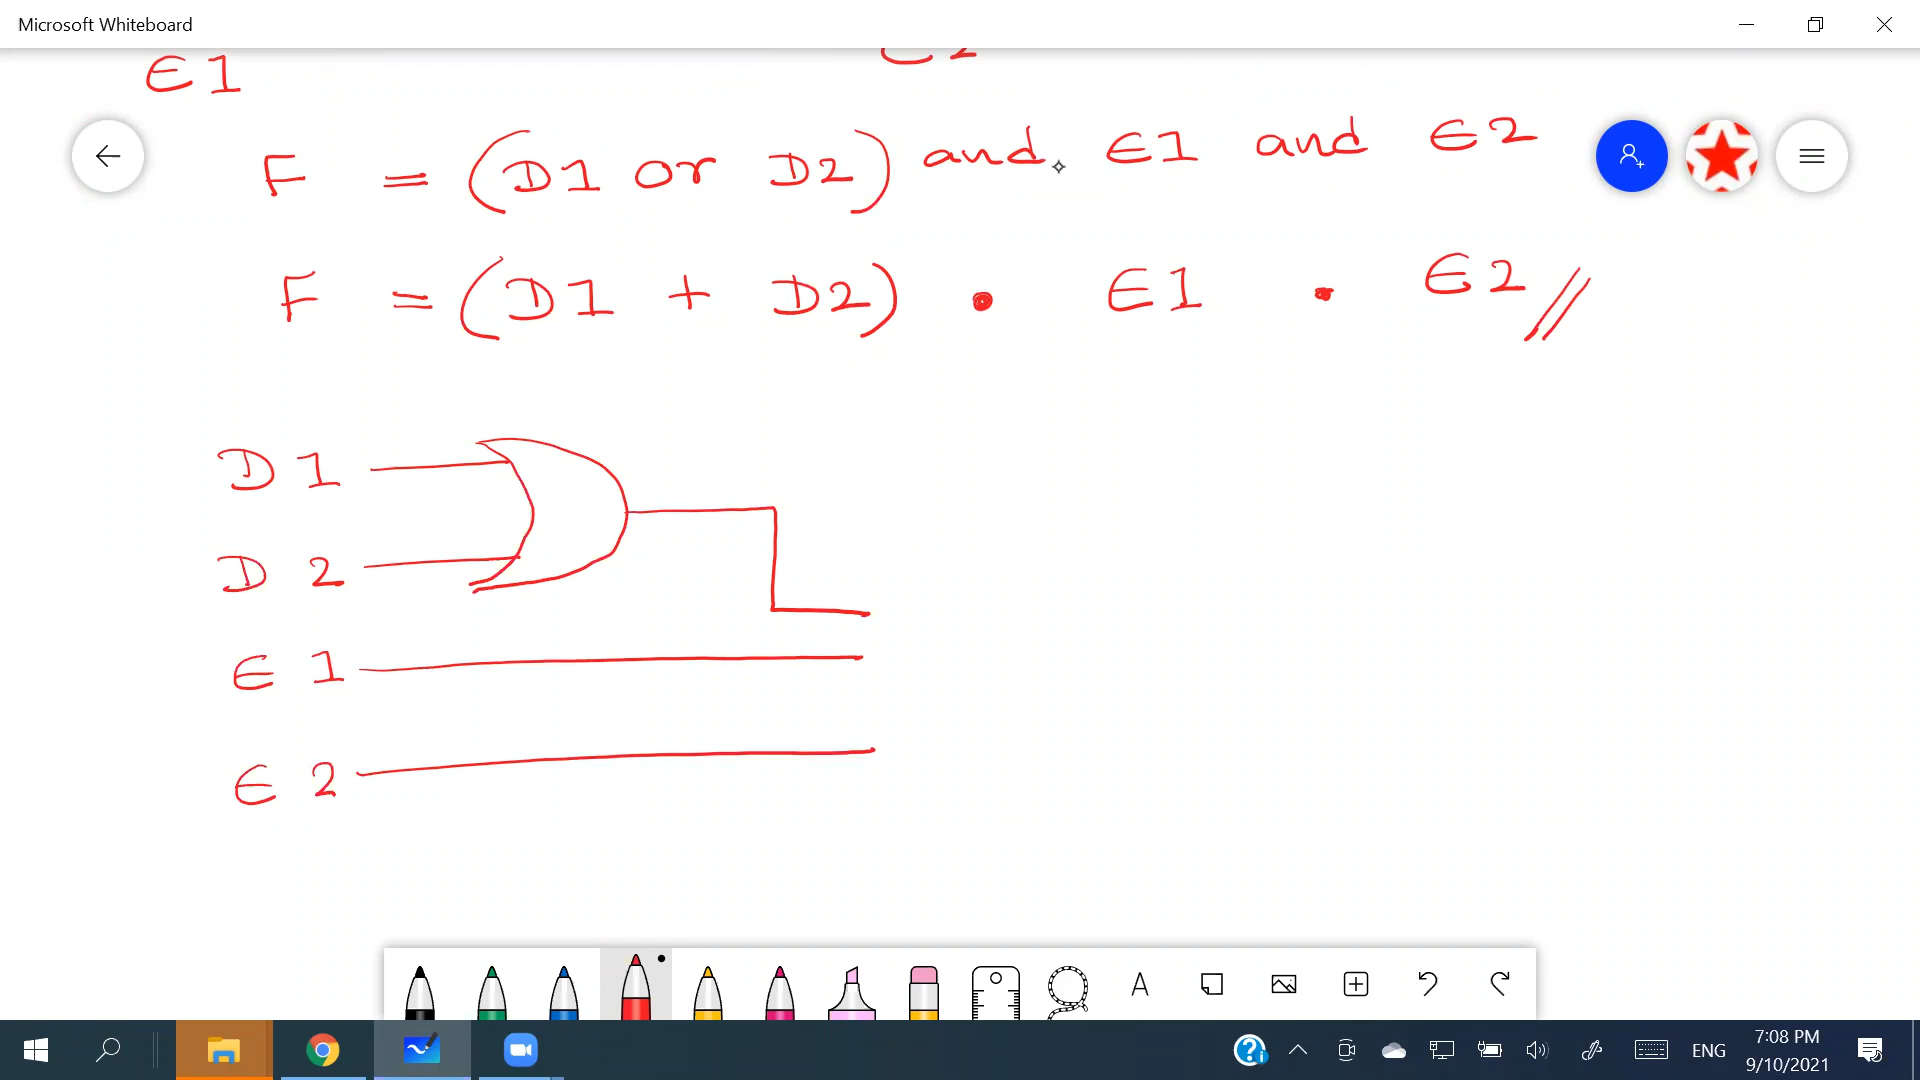 Microsoft Whiteboard
E1
F = (D1 or D2) and E1 and E2
F = (D1 + D2) . E1 . E2
D 1
D 2
E 1
E 2
A
ENG
7:08 PM
9/10/2021